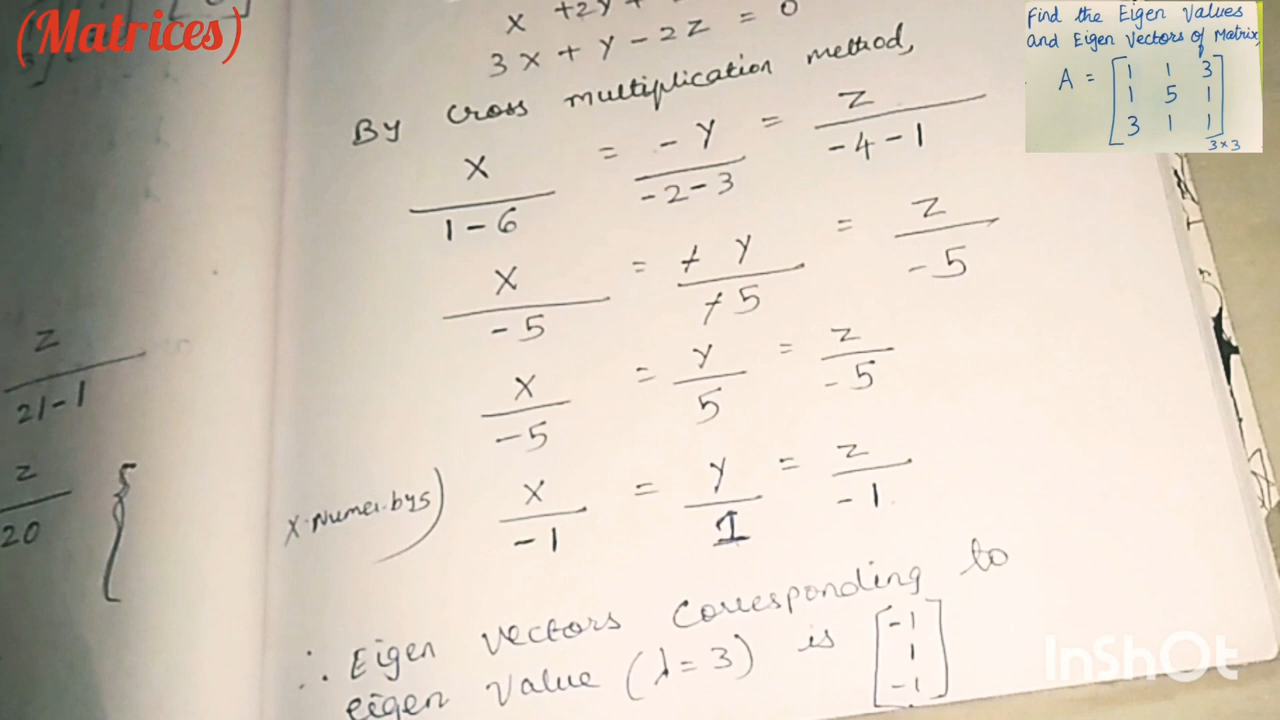 (Matrices)
Find the Eigen Values
and Eigen Vectors of Matrix,
A = [1 1 3
1 5 1
3 1 1] 3×3
x + 2y +
3x + y - 2z = 0
By cross multiplication method,
x/(1-6) = -y/(-2-3) = z/(-4-1)
x/-5 = +y/+5 = z/-5
x/-5 = y/5 = z/-5
x.Numer.by5) x/-1 = y/1 = z/-1
∴ Eigen vectors corresponding to
eigen value (λ=3) is [-1
1
-1]
z/(21-1)
z/20 {
InShOt